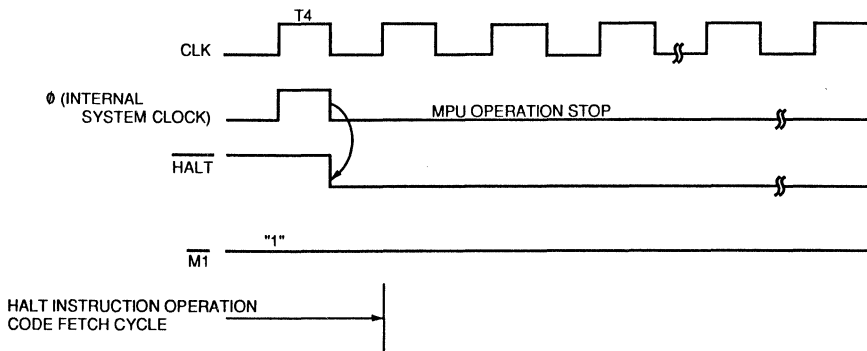 T4
CLK
ϕ (INTERNAL
SYSTEM CLOCK)
MPU OPERATION STOP
HALT
"1"
M1
HALT INSTRUCTION OPERATION
CODE FETCH CYCLE